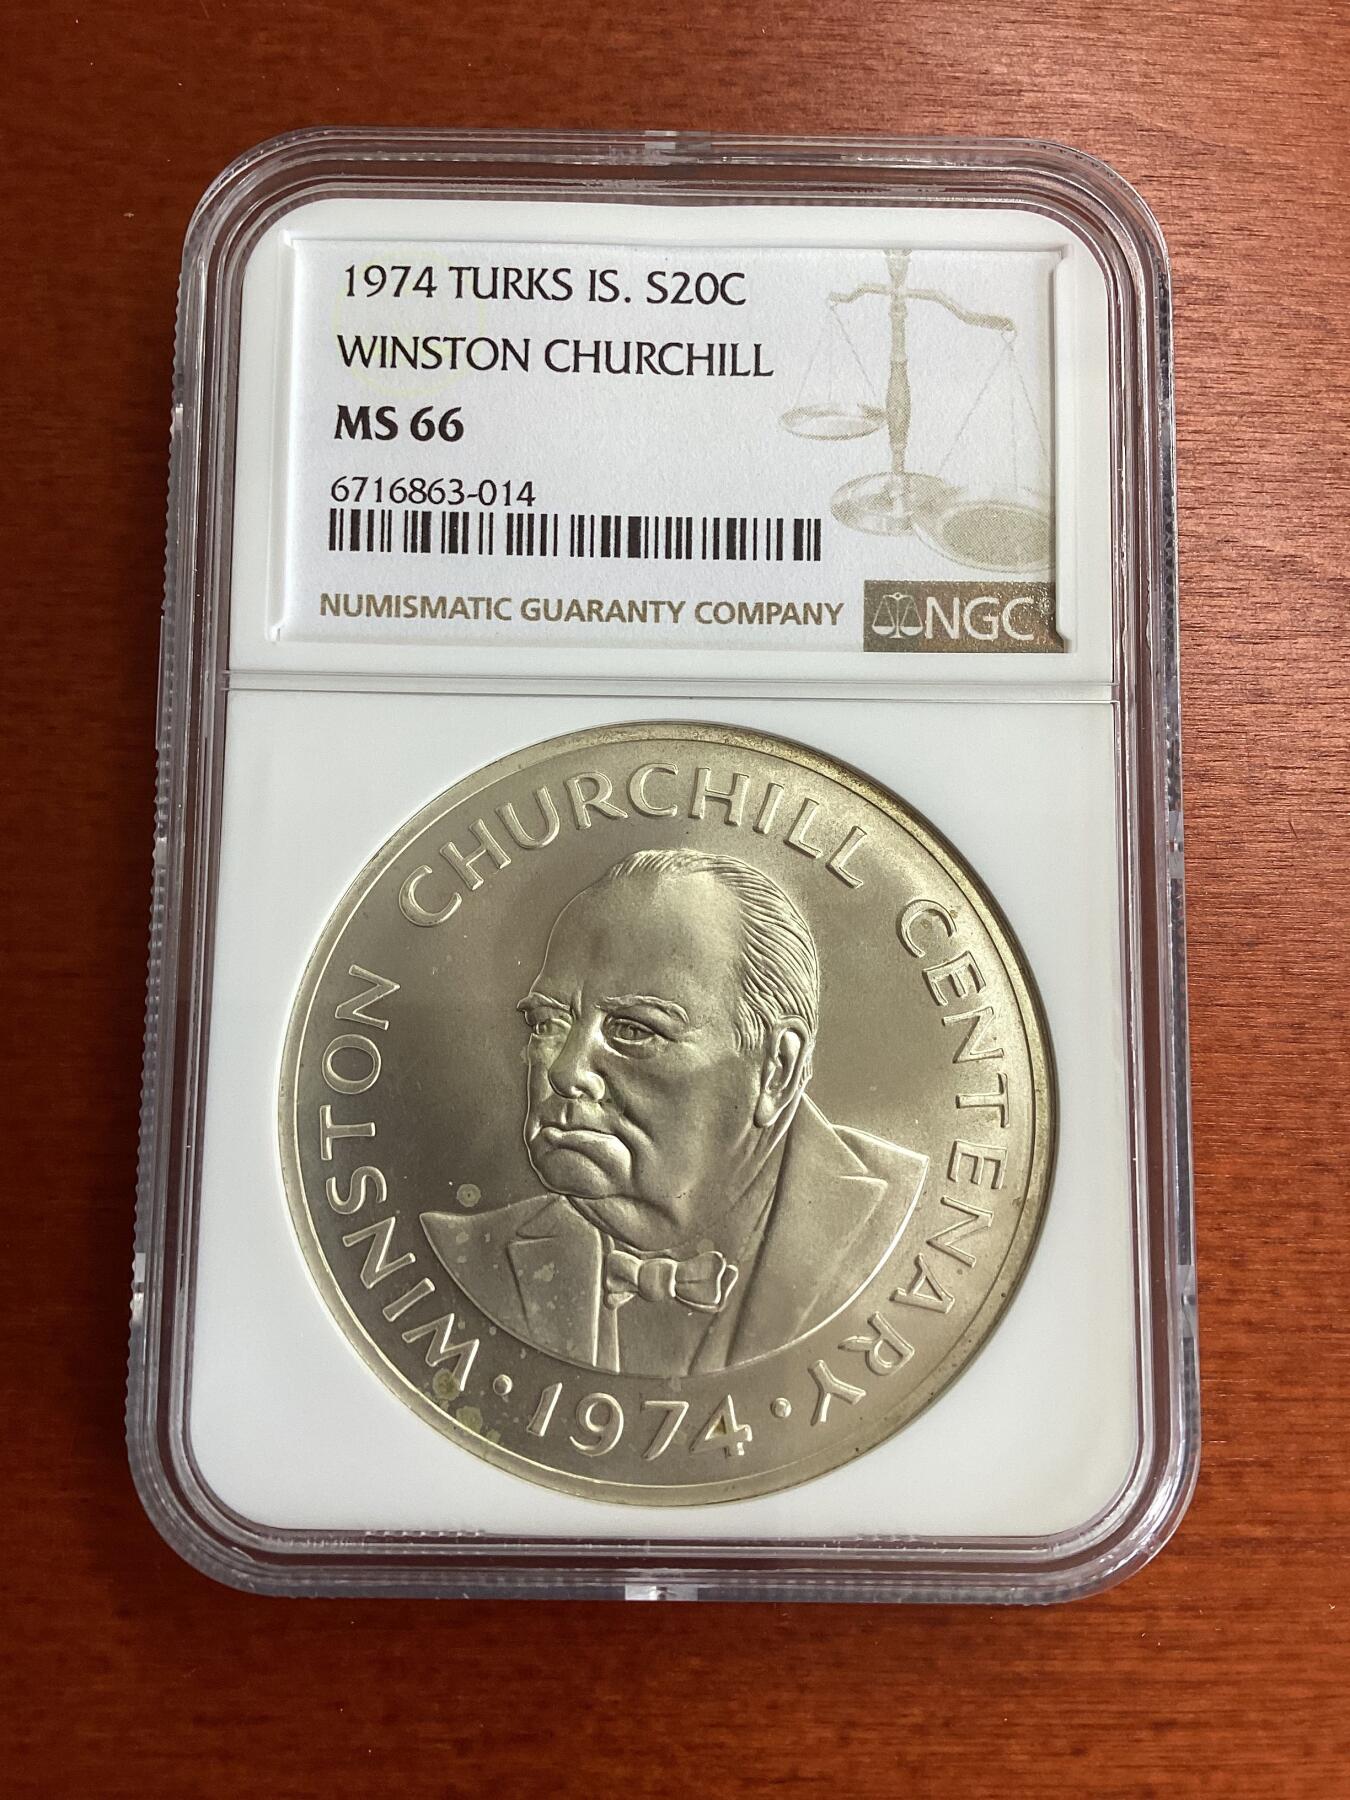 1974 TURKS IS. S20C
WINSTON CHURCHILL
MS 66
6716863-014
NUMISMATIC GUARANTY COMPANY
NGC
WINSTON CHURCHILL CENTENARY
· 1974 ·